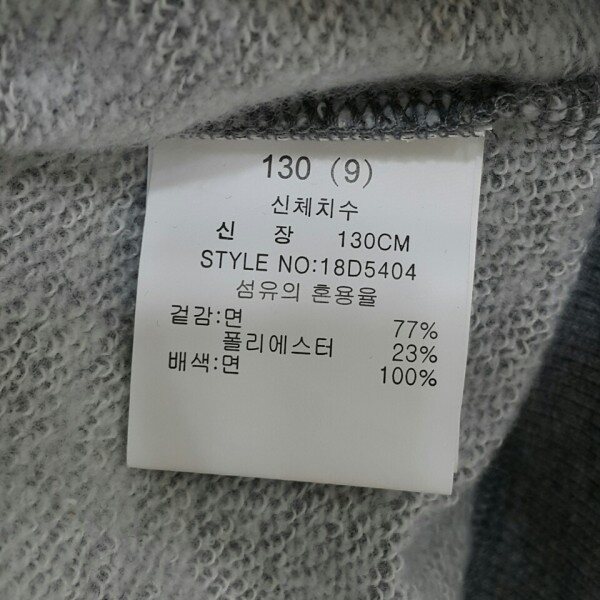 130 (9)
신체치수
신 장 130CM
STYLE NO:18D5404
섬유의 혼용율
겉감:면 77%
폴리에스터 23%
배색:면 100%